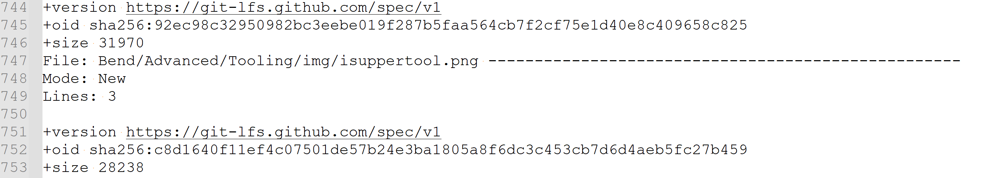 744 +version https://git-lfs.github.com/spec/v1
745 +oid sha256:92ec98c32950982bc3eebe019f287b5faa564cb7f2cf75e1d40e8c409658c825
746 +size 31970
747 File: Bend/Advanced/Tooling/img/isuppertool.png ---------------------------------------------------
748 Mode: New
749 Lines: 3
750
751 +version https://git-lfs.github.com/spec/v1
752 +oid sha256:c8d1640f11ef4c07501de57b24e3ba1805a8f6dc3c453cb7d6d4aeb5fc27b459
753 +size 28238